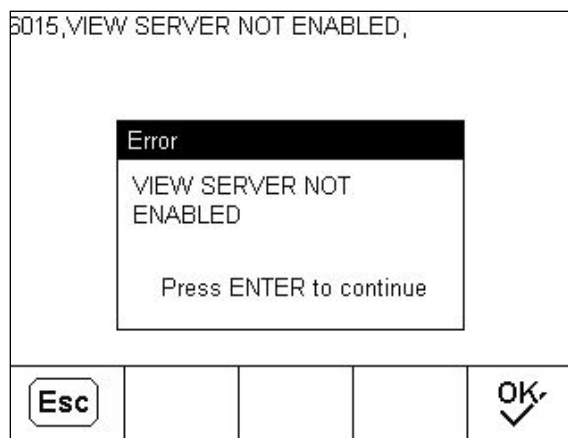 6015,VIEW SERVER NOT ENABLED,
Error
VIEW SERVER NOT
ENABLED
Press ENTER to continue
Esc
OK